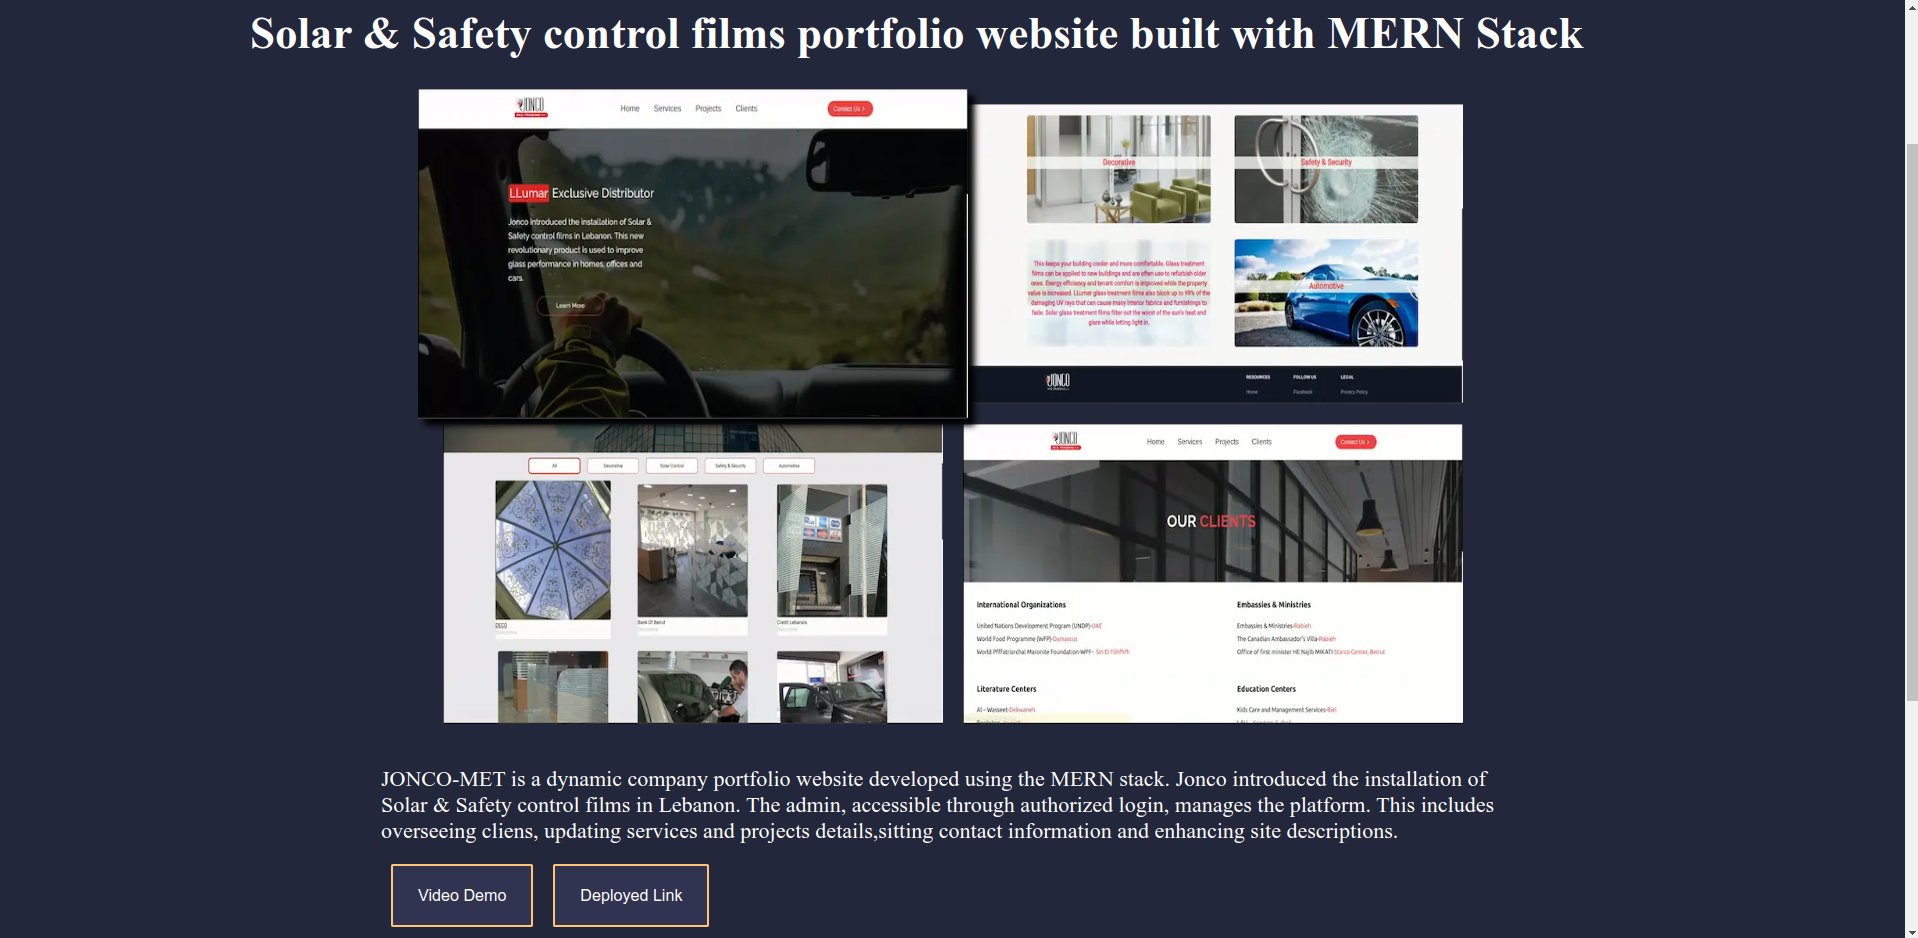 Solar & Safety control films portfolio website built with MERN Stack
JONCO
Home Services Projects Clients
Contact Us >
LLumar Exclusive Distributor
Jonco introduced the installation of Solar &
Safety control films in Lebanon. This new
revolutionary product is used to improve
glass performance in homes, offices and
cars.
Learn More
Decorative
Safety & Security
This keeps your building cooler and more comfortable. Glass treatment
films can be applied to new buildings and are often use to refurbish older
ones. Energy efficiency and tenant comfort is improved while the property
value is increased. LLumar glass treatment films also block up to 99% of the
damaging UV rays that can cause many interior fabrics and furnishings to
fade. Solar glass treatment films filter out the worst of the sun's heat and
glare while letting light in.
Automotive
JONCO
RESOURCES FOLLOW US LEGAL
Home Facebook Privacy Policy
All Decorative Solar Control Safety & Security Automotive
DECO
Decorative
Bank Of Beirut
Decorative
Credit Lebanais
Decorative
JONCO
Home Services Projects Clients
Contact Us >
OUR CLIENTS
International Organizations
United Nations Development Program (UNDP)-UAE
World Food Programme (WFP)-Damascus
Maronite Foundation-WPF– Sin El
Embassies & Ministries
Embassies & Ministries-Rabieh
The Canadian Ambassador's Villa-Rabieh
Office of first minister HE Najib MIKATI-Starco Center, Beirut
Literature Centers
Al – Wasseet-Dekwaneh
Education Centers
Kids Care and Management Services-Biel
JONCO-MET is a dynamic company portfolio website developed using the MERN stack. Jonco introduced the installation of
Solar & Safety control films in Lebanon. The admin, accessible through authorized login, manages the platform. This includes
overseeing cliens, updating services and projects details,sitting contact information and enhancing site descriptions.
Video Demo
Deployed Link